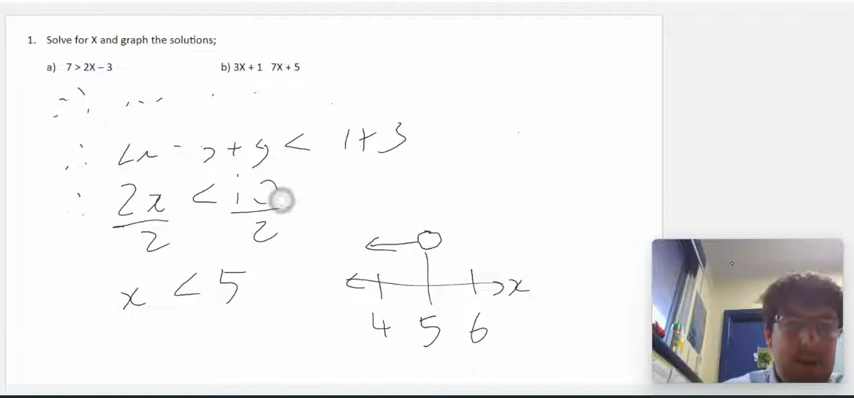 1. Solve for X and graph the solutions;
a) 7 > 2X – 3 b) 3X + 1 7X + 5
<
2x < 10
2 2
x < 5
x
4 5 6